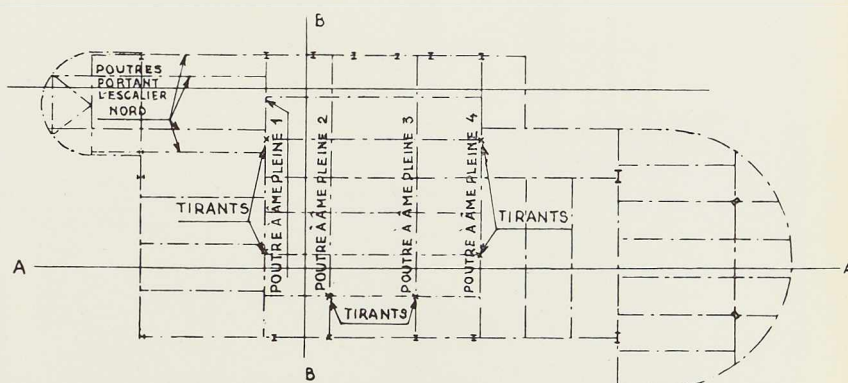 B
POUTRES
PORTANT
L'ESCALIER
NORD
POUTRE A ÂME PLEINE 1
POUTRE A ÂME PLEINE 2
POUTRE A ÂME PLEINE 3
POUTRE A ÂME PLEINE 4
TIRANTS
TIRANTS
A
A
TIRANTS
B